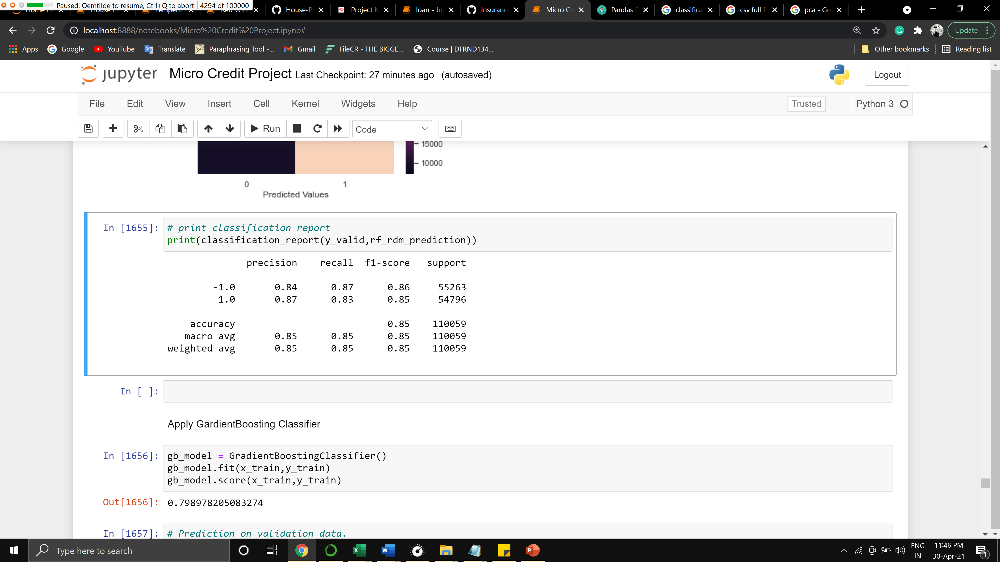 Paused. Oemtilde to resume, Ctrl+Q to abort 4294 of 100000
House-P Project M loan - Ju Insurance Micro Cr Pandas D classifica csv full fo pca - Go
localhost:8888/notebooks/Micro%20Credit%20Project.ipynb#
Update
Apps Google YouTube Translate Paraphrasing Tool -... Gmail FileCR - THE BIGGE... Course | DTRND134... Other bookmarks Reading list
jupyter Micro Credit Project Last Checkpoint: 27 minutes ago (autosaved) Logout
File Edit View Insert Cell Kernel Widgets Help Trusted Python 3
Run Code
15000
10000
0 1
Predicted Values
In [1655]: # print classification report
print(classification_report(y_valid,rf_rdm_prediction))
precision recall f1-score support
-1.0 0.84 0.87 0.86 55263
1.0 0.87 0.83 0.85 54796
accuracy 0.85 110059
macro avg 0.85 0.85 0.85 110059
weighted avg 0.85 0.85 0.85 110059
In [ ]:
Apply GardientBoosting Classifier
In [1656]: gb_model = GradientBoostingClassifier()
gb_model.fit(x_train,y_train)
gb_model.score(x_train,y_train)
Out[1656]: 0.798978205083274
In [1657]: # Prediction on validation data.
Type here to search
ENG
IN
11:46 PM
30-Apr-21
1